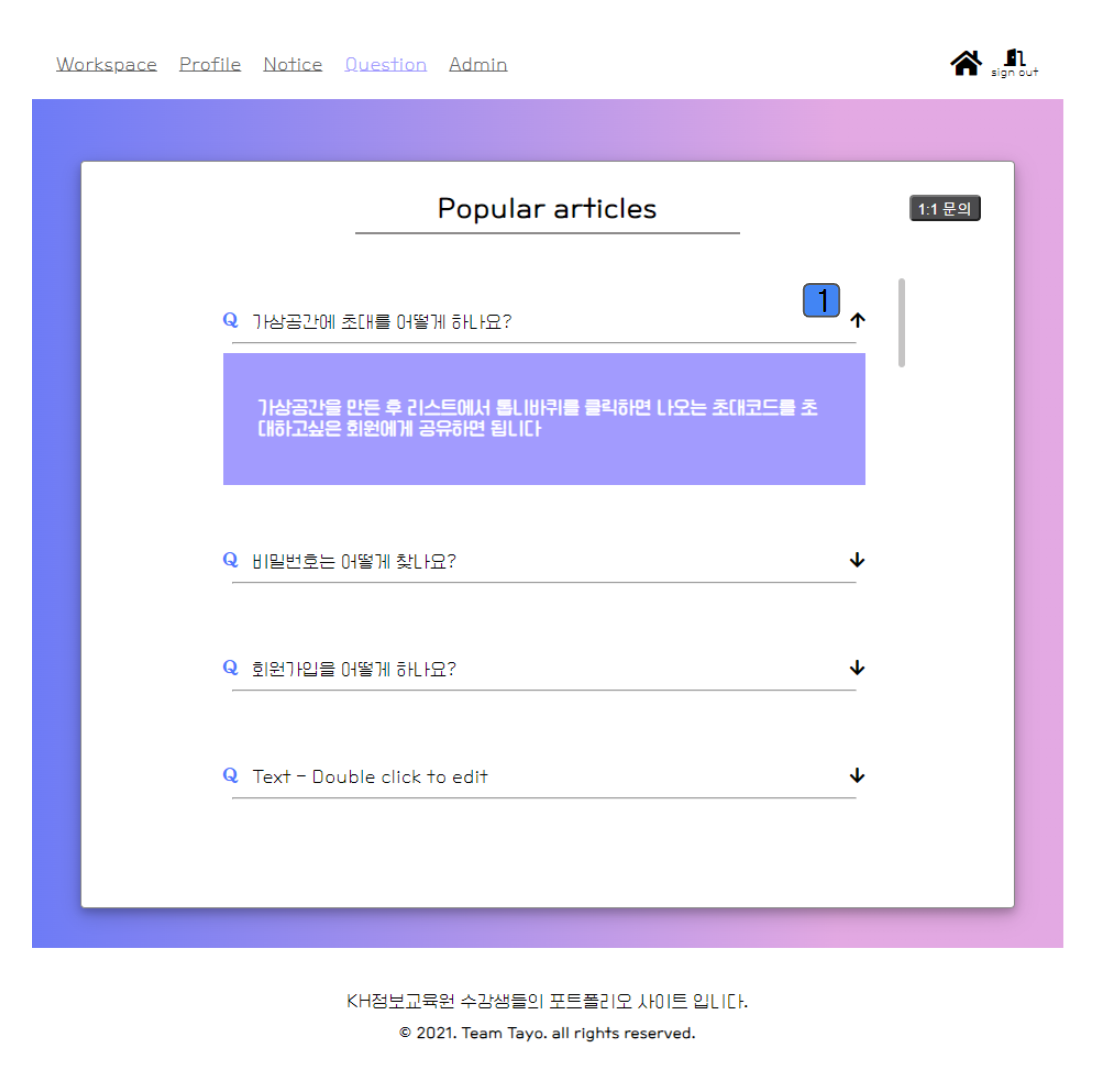 Workspace Profile Notice Question Admin
sign out
Popular articles
1:1 문의
1
Q 가상공간에 초대를 어떻게 하나요?
가상공간을 만든 후 리스트에서 톱니바퀴를 클릭하면 나오는 초대코드를 초
대하고싶은 회원에게 공유하면 됩니다
Q 비밀번호는 어떻게 찾나요?
Q 회원가입을 어떻게 하나요?
Q Text - Double click to edit
KH정보교육원 수강생들의 포트폴리오 사이트 입니다.
© 2021. Team Tayo. all rights reserved.